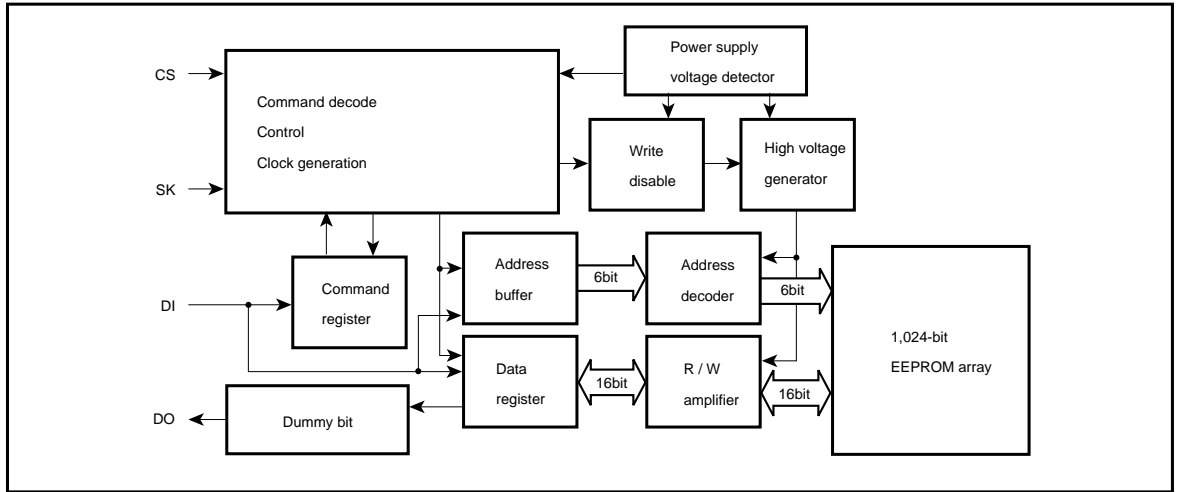 Power supply
voltage detector
CS
Command decode
Control
Clock generation
SK
Write
disable
High voltage
generator
Address
buffer
6bit
Address
decoder
6bit
Command
register
DI
1,024-bit
EEPROM array
Data
register
16bit
R / W
amplifier
16bit
DO
Dummy bit